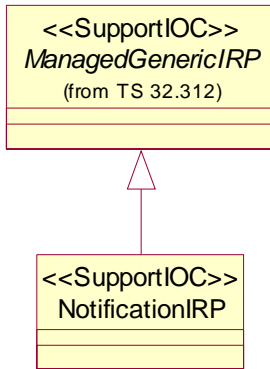 <<SupportIOC>>
ManagedGenericIRP
(from TS 32.312)
<<SupportIOC>>
NotificationIRP